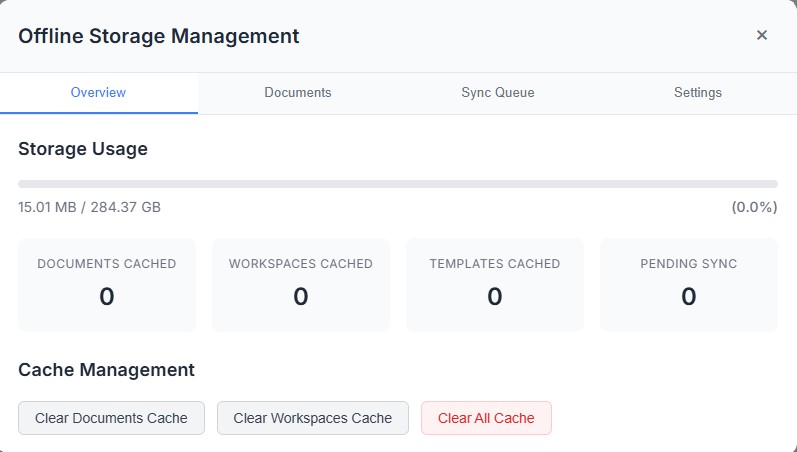 Offline Storage Management ×
Overview Documents Sync Queue Settings
Storage Usage
15.01 MB / 284.37 GB (0.0%)
DOCUMENTS CACHED WORKSPACES CACHED TEMPLATES CACHED PENDING SYNC
0 0 0 0
Cache Management
Clear Documents Cache Clear Workspaces Cache Clear All Cache